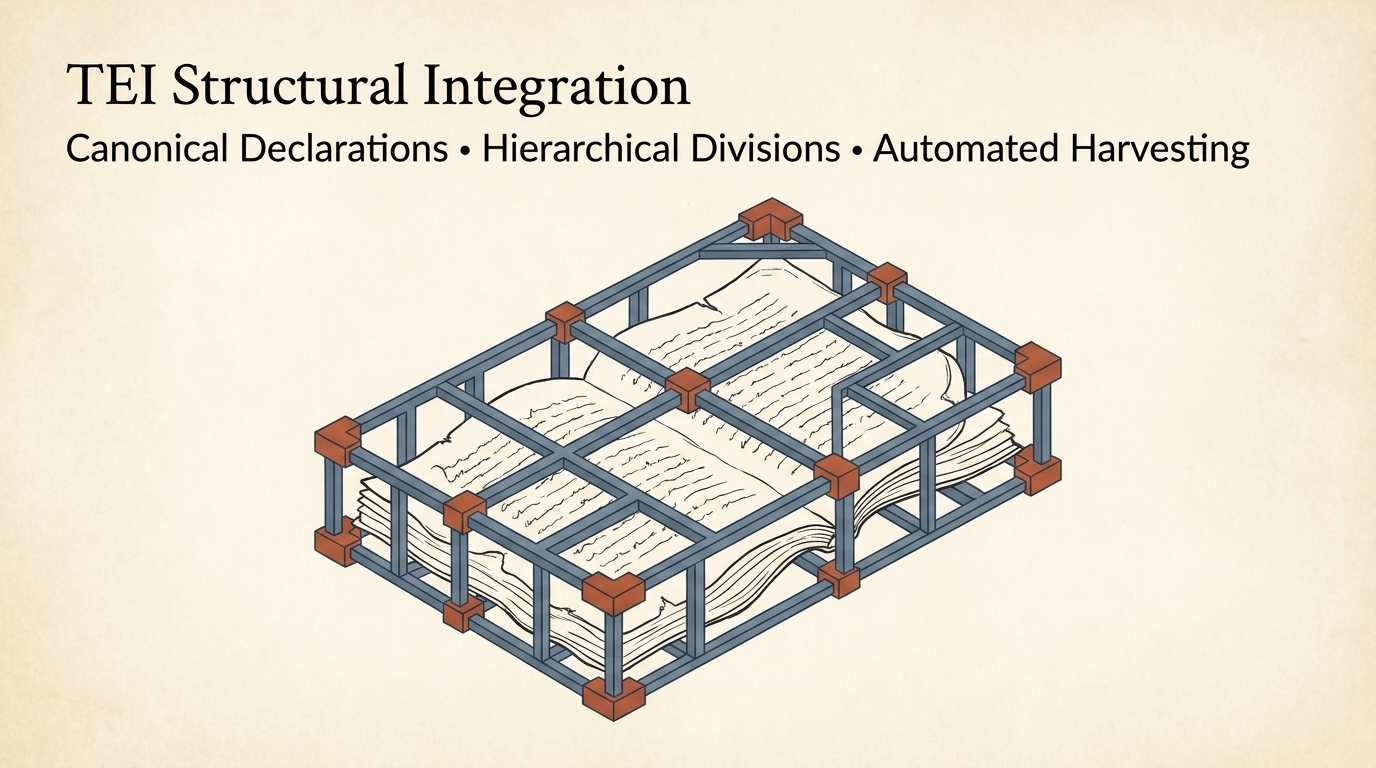 TEI Structural Integration
Canonical Declarations • Hierarchical Divisions • Automated Harvesting